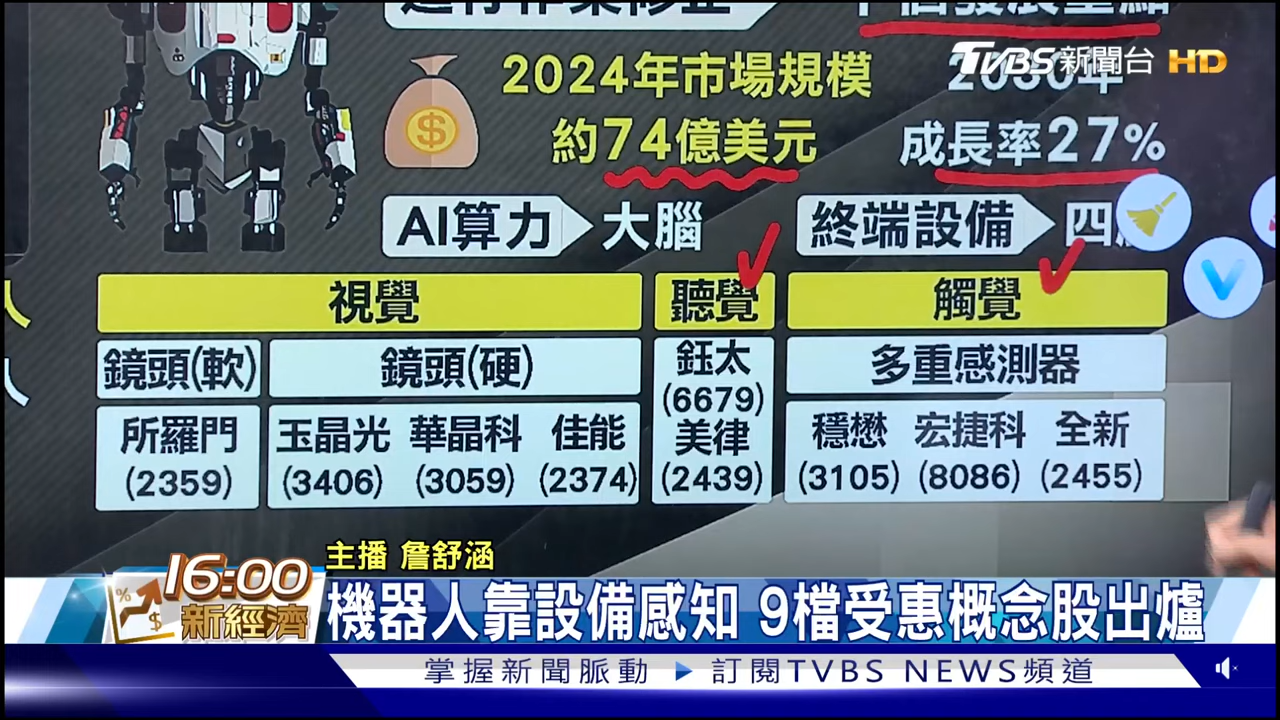 TVBS新聞台 HD
2024年市場規模
2030年
約74億美元
成長率27%
AI算力
大腦
終端設備
四
視覺
聽覺
觸覺
鏡頭(軟)
鏡頭(硬)
鈺太
(6679)
多重感測器
所羅門
(2359)
玉晶光
(3406)
華晶科
(3059)
佳能
(2374)
美律
(2439)
穩懋
(3105)
宏捷科
(8086)
全新
(2455)
主播 詹舒涵
16:00
新經濟
機器人靠設備感知 9檔受惠概念股出爐
掌握新聞脈動 ▶ 訂閱TVBS NEWS頻道